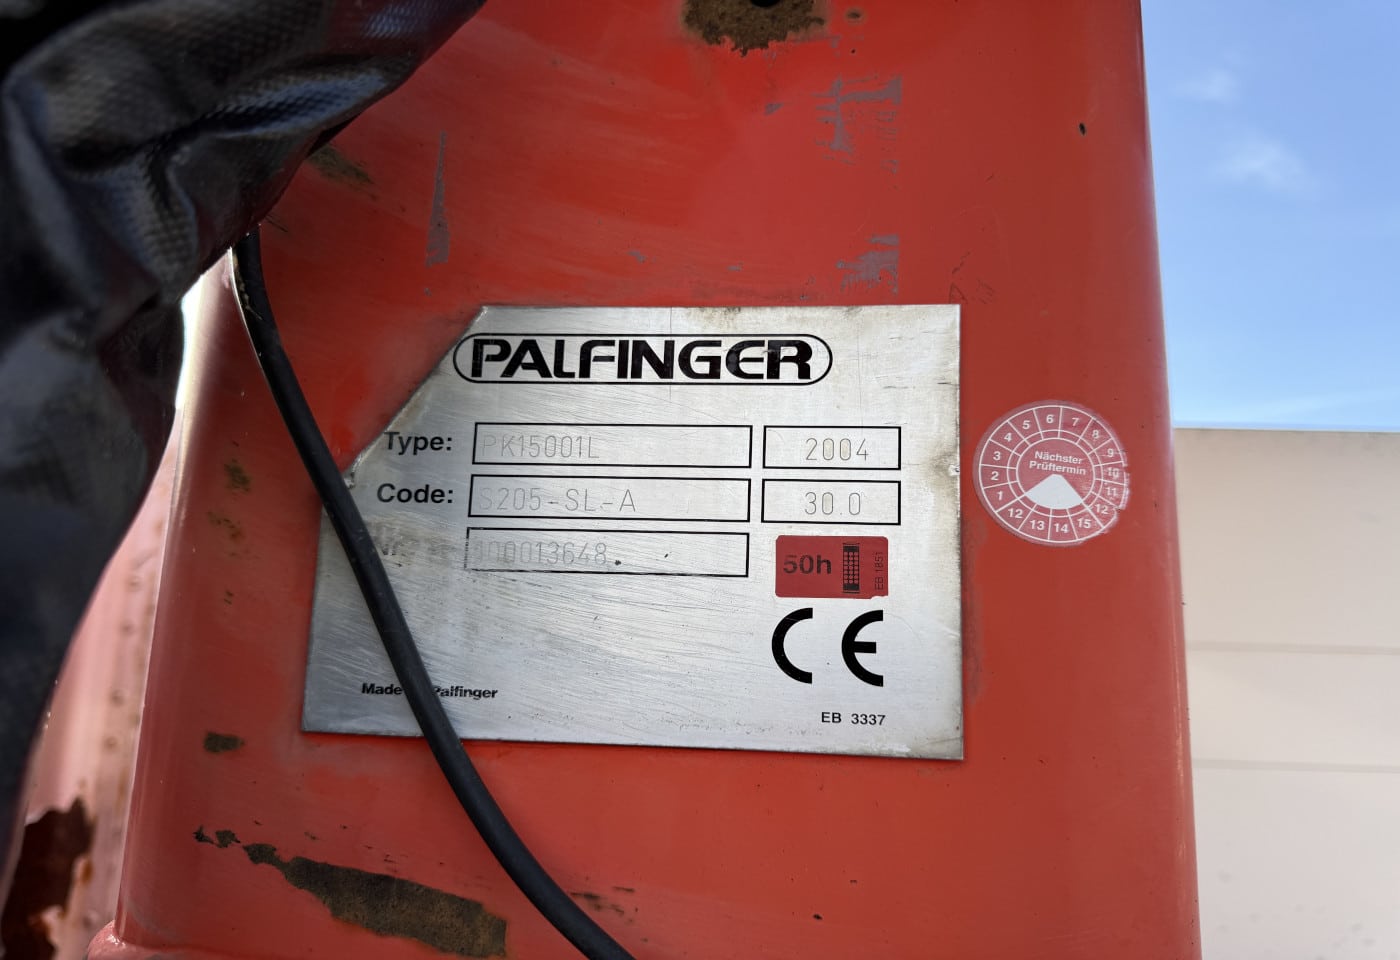 PALFINGER
Type: PK15001L 2004
Code: S205-SL-A 30.0
100013648
50h
EB 1851
CE
Made Palfinger
EB 3337
Nächster
Prüftermin
1 2 3 4 5 6 7 8 9 10 11 12
12 13 14 15